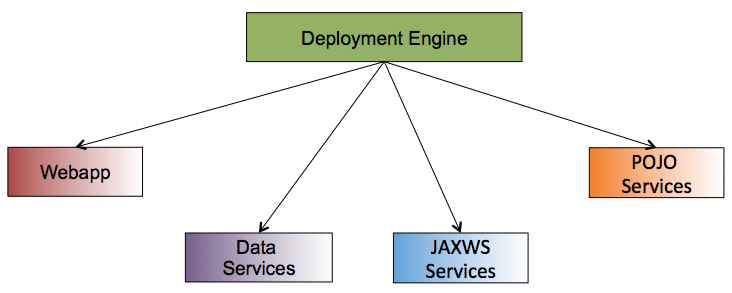 Deployment Engine
Webapp
POJO
Services
Data
Services
JAXWS
Services